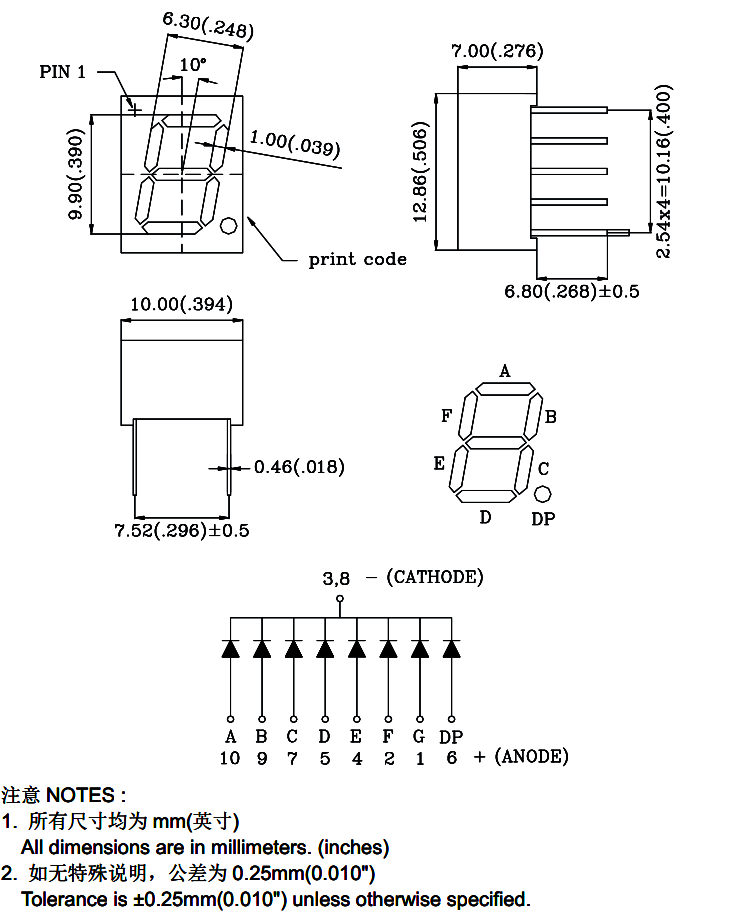 6.30(.248)
PIN 1
10°
1.00(.039)
9.90(.390)
print code
7.00(.276)
12.86(.506)
2.54x4=10.16(.400)
6.80(.268)±0.5
10.00(.394)
0.46(.018)
7.52(.296)±0.5
A
F
B
E
C
D
DP
3,8 - (CATHODE)
A B C D E F G DP
10 9 7 5 4 2 1 6 + (ANODE)
注意 NOTES :
1. 所有尺寸均为 mm(英寸)
All dimensions are in millimeters. (inches)
2. 如无特殊说明，公差为 0.25mm(0.010")
Tolerance is ±0.25mm(0.010") unless otherwise specified.